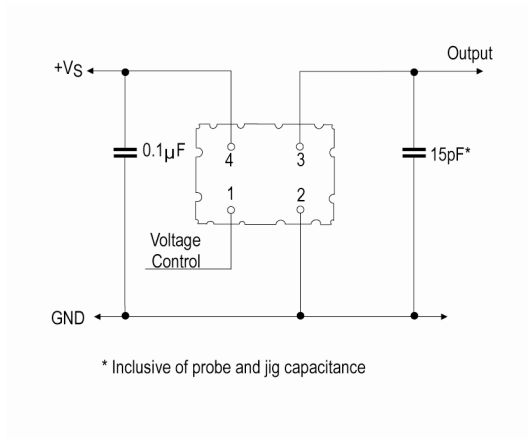 Output
+VS
0.1µF
15pF*
4
3
1
2
Voltage
Control
GND
* Inclusive of probe and jig capacitance